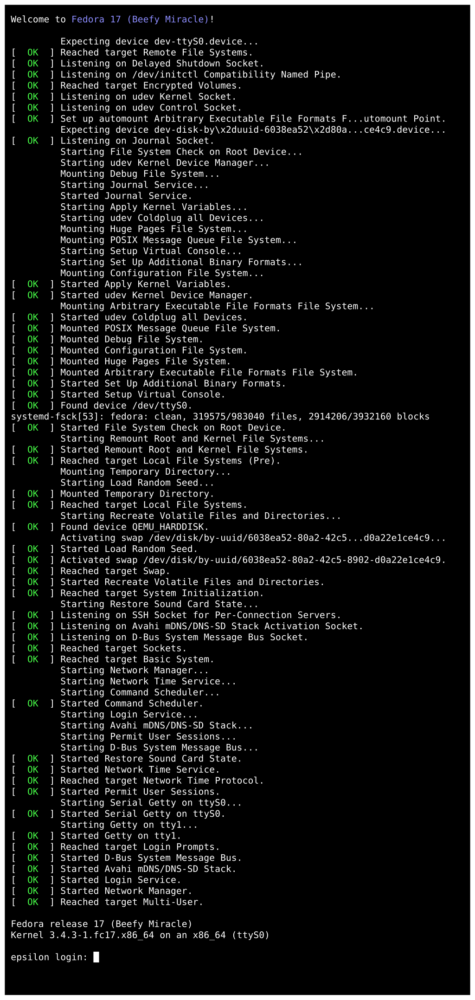 Welcome to Fedora 17 (Beefy Miracle)!
Expecting device dev-ttyS0.device...
[  OK  ] Reached target Remote File Systems.
[  OK  ] Listening on Delayed Shutdown Socket.
[  OK  ] Listening on /dev/initctl Compatibility Named Pipe.
[  OK  ] Reached target Encrypted Volumes.
[  OK  ] Listening on udev Kernel Socket.
[  OK  ] Listening on udev Control Socket.
[  OK  ] Set up automount Arbitrary Executable File Formats F...utomount Point.
Expecting device dev-disk-by\x2duuid-6038ea52\x2d80a...ce4c9.device...
[  OK  ] Listening on Journal Socket.
Starting File System Check on Root Device...
Starting udev Kernel Device Manager...
Mounting Debug File System...
Starting Journal Service...
Started Journal Service.
Starting Apply Kernel Variables...
Starting udev Coldplug all Devices...
Mounting Huge Pages File System...
Mounting POSIX Message Queue File System...
Starting Setup Virtual Console...
Starting Set Up Additional Binary Formats...
Mounting Configuration File System...
[  OK  ] Started Apply Kernel Variables.
[  OK  ] Started udev Kernel Device Manager.
Mounting Arbitrary Executable File Formats File System...
[  OK  ] Started udev Coldplug all Devices.
[  OK  ] Mounted POSIX Message Queue File System.
[  OK  ] Mounted Debug File System.
[  OK  ] Mounted Configuration File System.
[  OK  ] Mounted Huge Pages File System.
[  OK  ] Mounted Arbitrary Executable File Formats File System.
[  OK  ] Started Set Up Additional Binary Formats.
[  OK  ] Started Setup Virtual Console.
[  OK  ] Found device /dev/ttyS0.
systemd-fsck[53]: fedora: clean, 319575/983040 files, 2914206/3932160 blocks
[  OK  ] Started File System Check on Root Device.
Starting Remount Root and Kernel File Systems...
[  OK  ] Started Remount Root and Kernel File Systems.
[  OK  ] Reached target Local File Systems (Pre).
Mounting Temporary Directory...
Starting Load Random Seed...
[  OK  ] Mounted Temporary Directory.
[  OK  ] Reached target Local File Systems.
Starting Recreate Volatile Files and Directories...
[  OK  ] Found device QEMU_HARDDISK.
Activating swap /dev/disk/by-uuid/6038ea52-80a2-42c5...d0a22e1ce4c9...
[  OK  ] Started Load Random Seed.
[  OK  ] Activated swap /dev/disk/by-uuid/6038ea52-80a2-42c5-8902-d0a22e1ce4c9.
[  OK  ] Reached target Swap.
[  OK  ] Started Recreate Volatile Files and Directories.
[  OK  ] Reached target System Initialization.
Starting Restore Sound Card State...
[  OK  ] Listening on SSH Socket for Per-Connection Servers.
[  OK  ] Listening on Avahi mDNS/DNS-SD Stack Activation Socket.
[  OK  ] Listening on D-Bus System Message Bus Socket.
[  OK  ] Reached target Sockets.
[  OK  ] Reached target Basic System.
Starting Network Manager...
Starting Network Time Service...
Starting Command Scheduler...
[  OK  ] Started Command Scheduler.
Starting Login Service...
Starting Avahi mDNS/DNS-SD Stack...
Starting Permit User Sessions...
Starting D-Bus System Message Bus...
[  OK  ] Started Restore Sound Card State.
[  OK  ] Started Network Time Service.
[  OK  ] Reached target Network Time Protocol.
[  OK  ] Started Permit User Sessions.
Starting Serial Getty on ttyS0...
[  OK  ] Started Serial Getty on ttyS0.
Starting Getty on tty1...
[  OK  ] Started Getty on tty1.
[  OK  ] Reached target Login Prompts.
[  OK  ] Started D-Bus System Message Bus.
[  OK  ] Started Avahi mDNS/DNS-SD Stack.
[  OK  ] Started Login Service.
[  OK  ] Started Network Manager.
[  OK  ] Reached target Multi-User.
Fedora release 17 (Beefy Miracle)
Kernel 3.4.3-1.fc17.x86_64 on an x86_64 (ttyS0)
epsilon login: